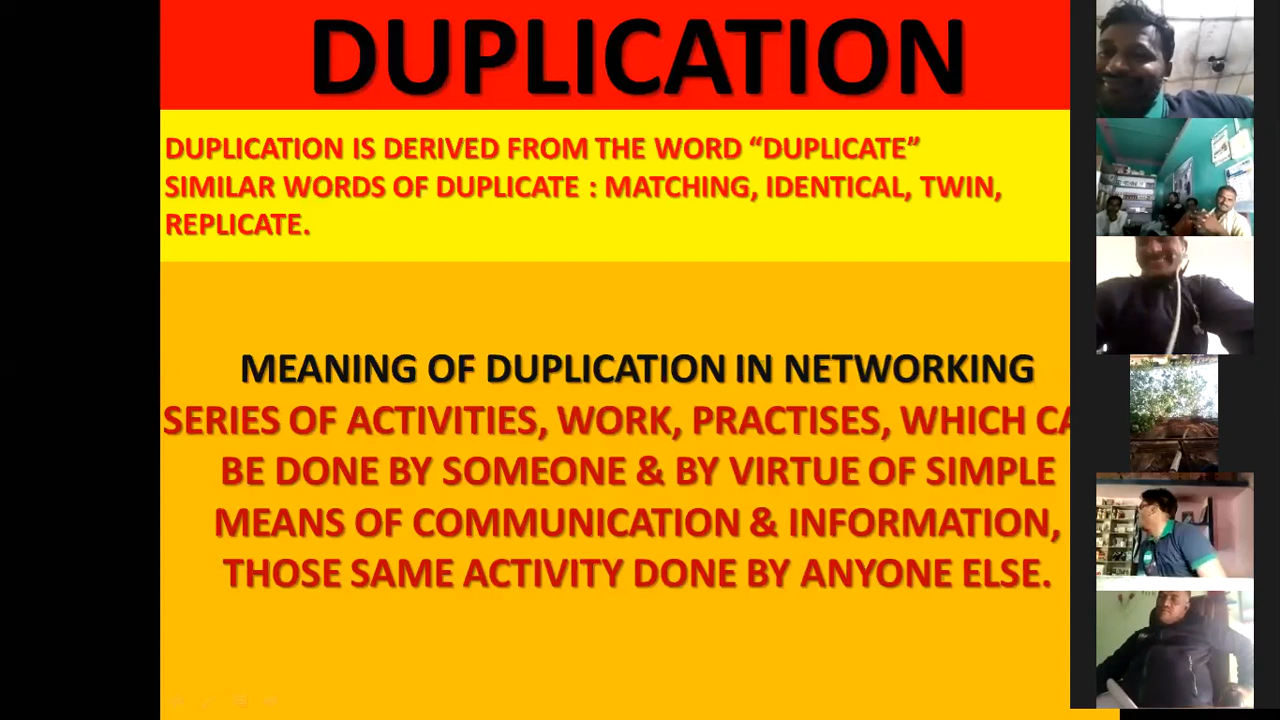 DUPLICATION
DUPLICATION IS DERIVED FROM THE WORD “DUPLICATE”
SIMILAR WORDS OF DUPLICATE : MATCHING, IDENTICAL, TWIN,
REPLICATE.
MEANING OF DUPLICATION IN NETWORKING
SERIES OF ACTIVITIES, WORK, PRACTISES, WHICH CA
BE DONE BY SOMEONE & BY VIRTUE OF SIMPLE
MEANS OF COMMUNICATION & INFORMATION,
THOSE SAME ACTIVITY DONE BY ANYONE ELSE.